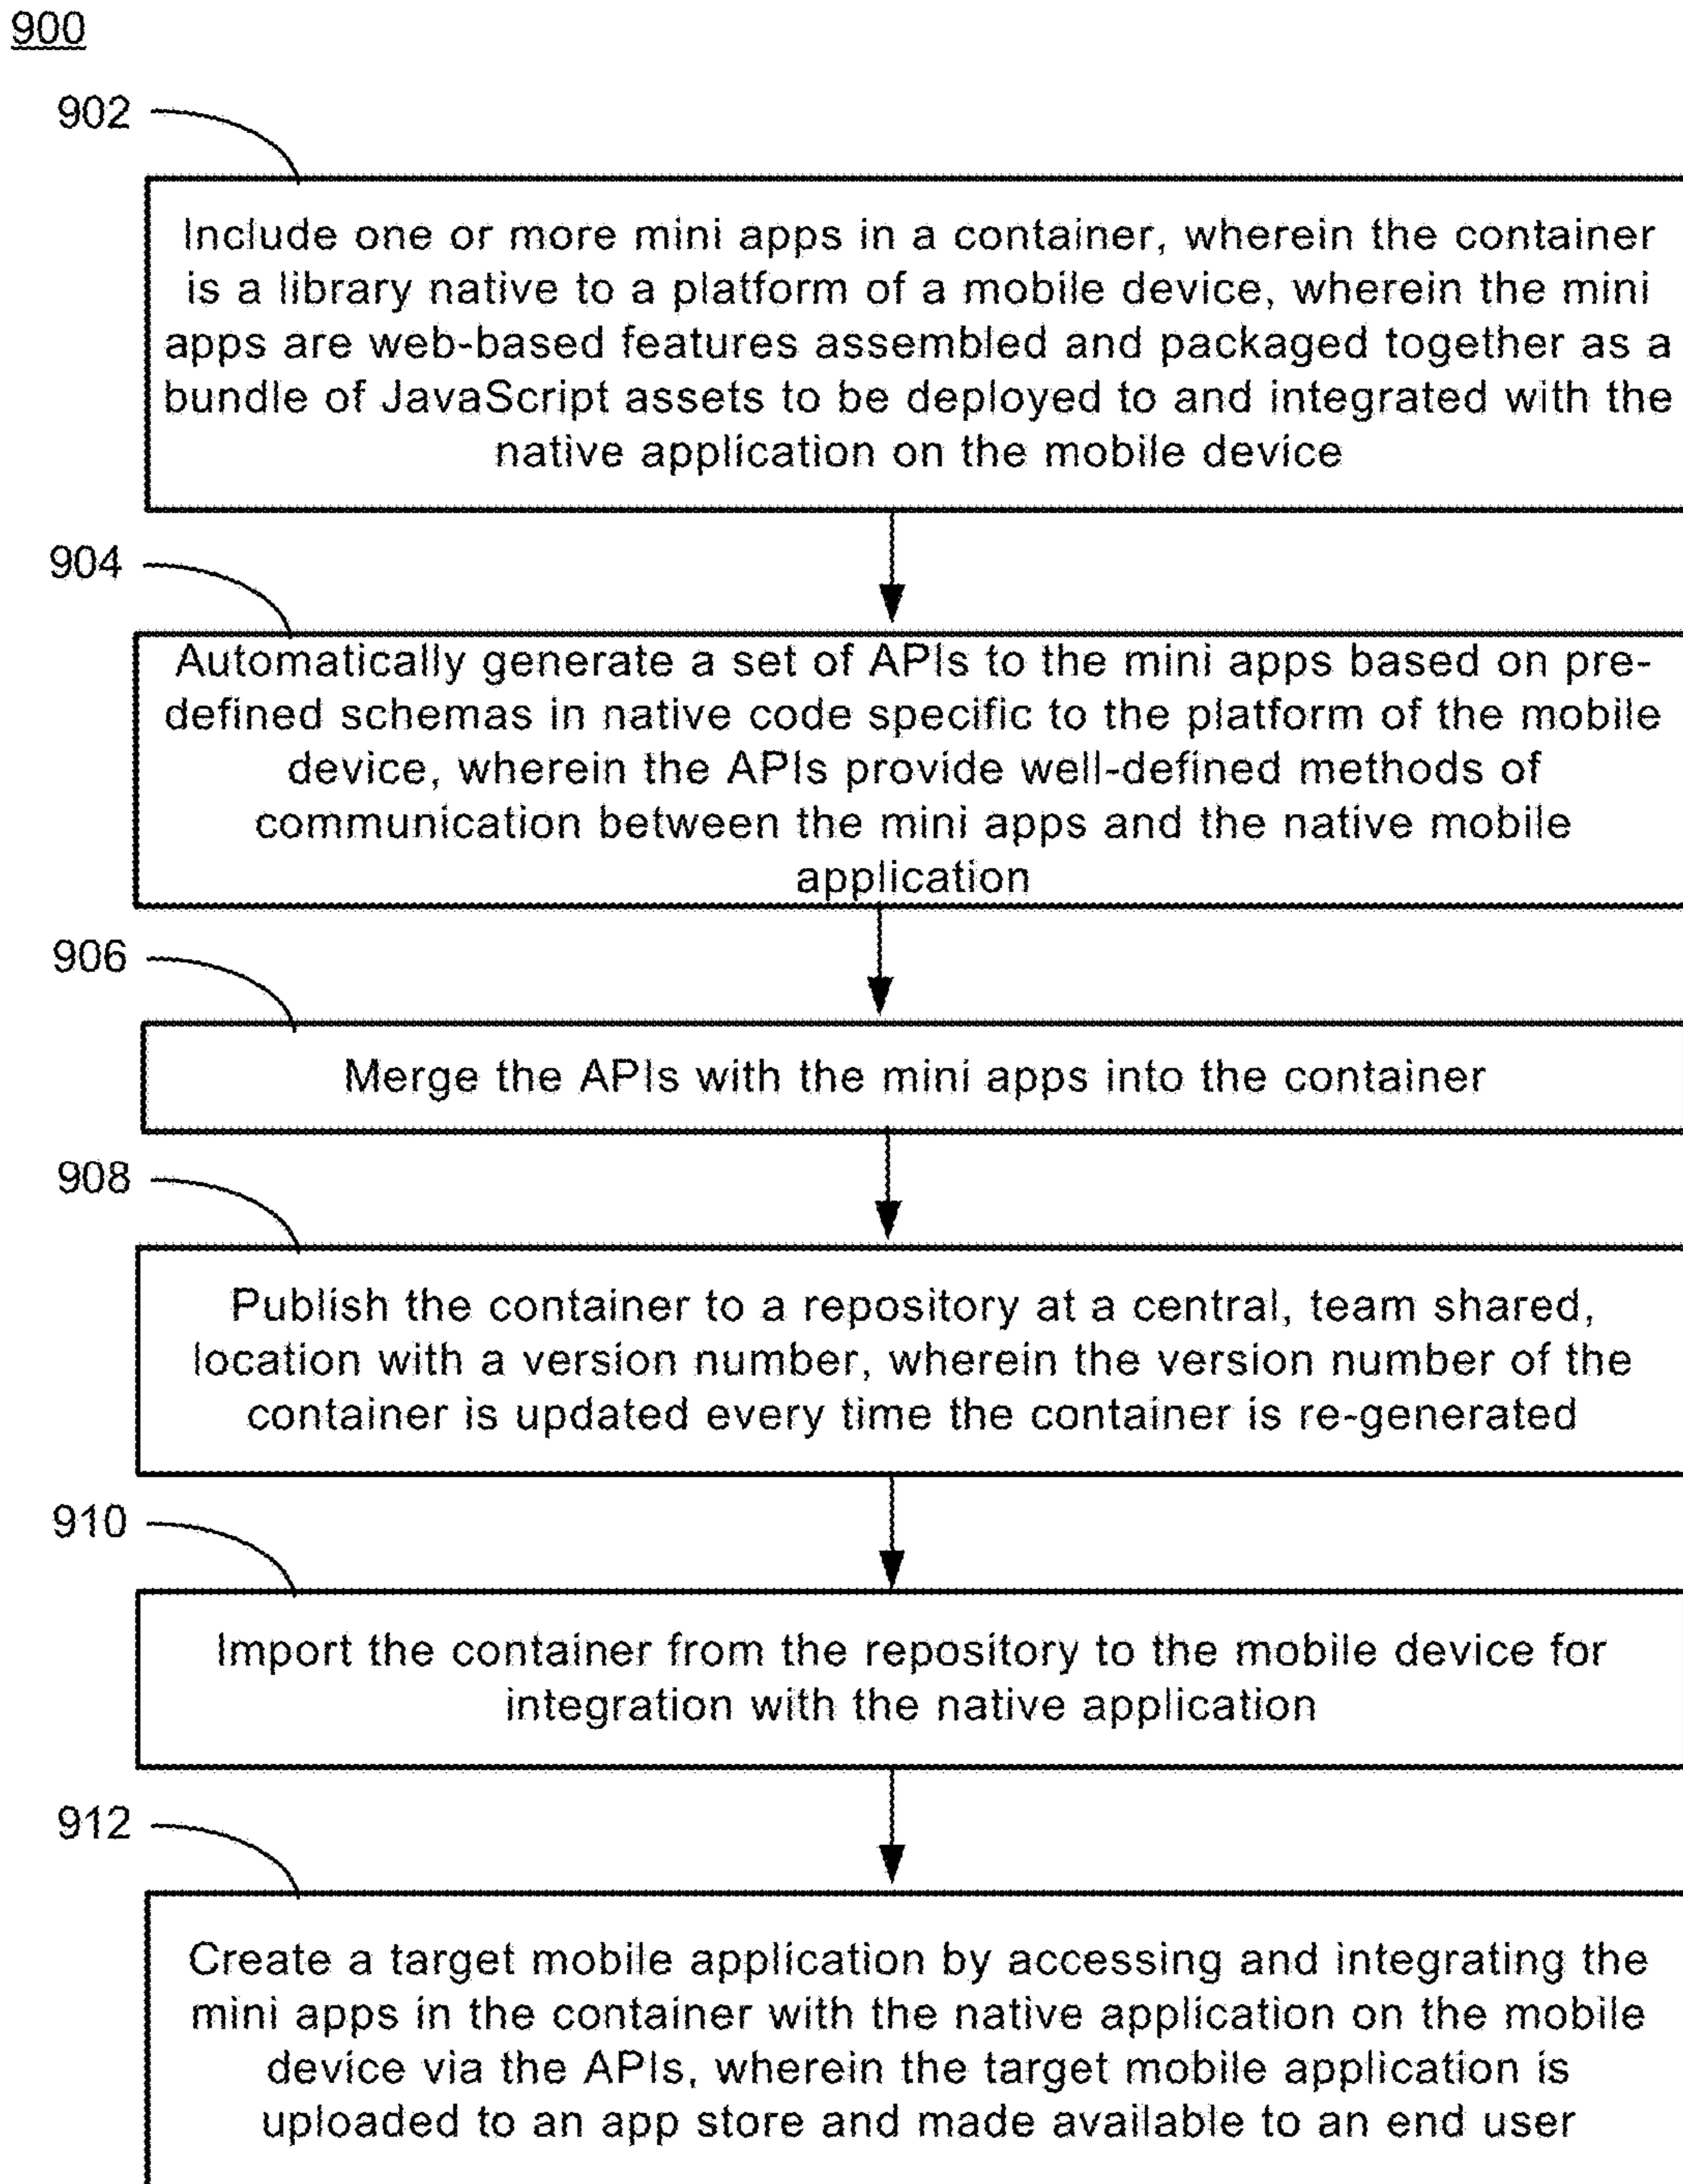 900
902
Include one or more mini apps in a container, wherein the container
is a library native to a platform of a mobile device, wherein the mini
apps are web-based features assembled and packaged together as a
bundle of JavaScript assets to be deployed to and integrated with the
native application on the mobile device
904
Automatically generate a set of APIs to the mini apps based on pre-
defined schemas in native code specific to the platform of the mobile
device, wherein the APIs provide well-defined methods of
communication between the mini apps and the native mobile
application
906
Merge the APIs with the mini apps into the container
908
Publish the container to a repository at a central, team shared,
location with a version number, wherein the version number of the
container is updated every time the container is re-generated
910
Import the container from the repository to the mobile device for
integration with the native application
912
Create a target mobile application by accessing and integrating the
mini apps in the container with the native application on the mobile
device via the APIs, wherein the target mobile application is
uploaded to an app store and made available to an end user